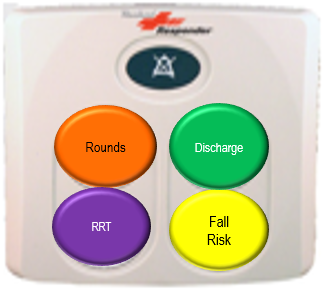 Responder
Rounds
Discharge
RRT
Fall
Risk